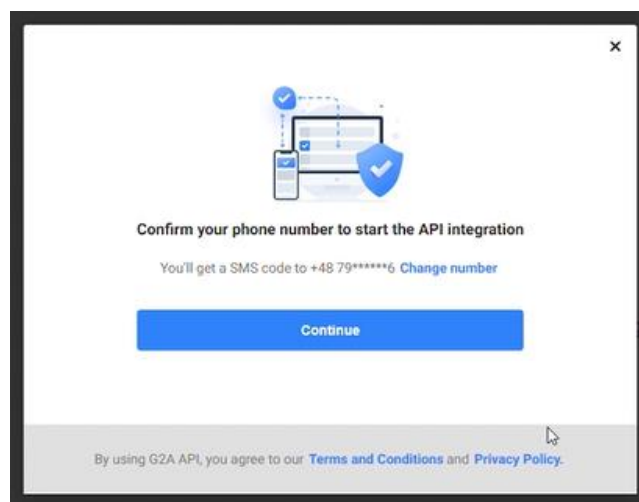 Confirm your phone number to start the API integration
You'll get a SMS code to +48 79******6 Change number
Continue
By using G2A API, you agree to our Terms and Conditions and Privacy Policy.